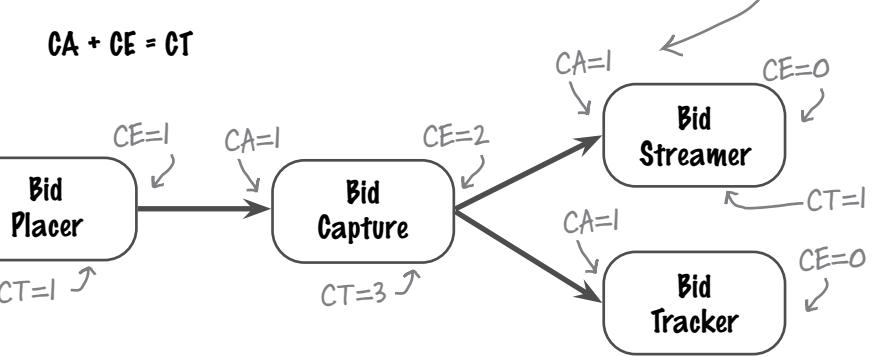 CA + CE = CT
CA=1
CE=0
Bid
Streamer
CE=1
CA=1
CE=2
Bid
Placer
Bid
Capture
CT=1
CA=1
CT=1
CT=3
CE=0
Bid
Tracker